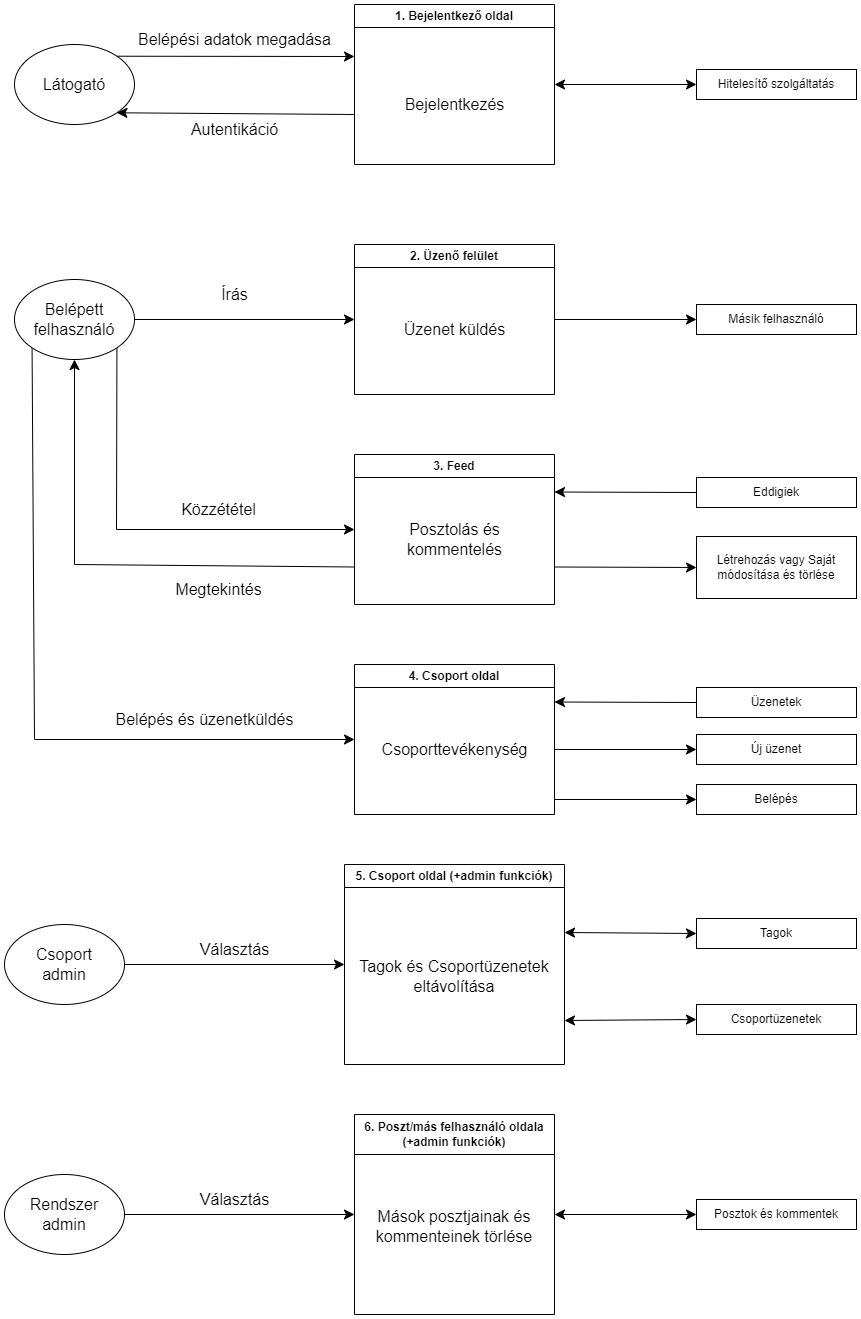 1. Bejelentkező oldal
Belépési adatok megadása
Látogató
Bejelentkezés
Hitelesítő szolgáltatás
Autentikáció
2. Üzenő felület
Belépett
felhasználó
Írás
Üzenet küldés
Másik felhasználó
3. Feed
Közzététel
Posztolás és
kommentelés
Eddigiek
Megtekintés
Létrehozás vagy Saját
módosítása és törlése
4. Csoport oldal
Belépés és üzenetküldés
Csoporttevékenység
Üzenetek
Új üzenet
Belépés
5. Csoport oldal (+admin funkciók)
Csoport
admin
Választás
Tagok és Csoportüzenetek
eltávolítása
Tagok
Csoportüzenetek
6. Poszt/más felhasználó oldala
(+admin funkciók)
Rendszer
admin
Választás
Mások posztjainak és
kommenteinek törlése
Posztok és kommentek